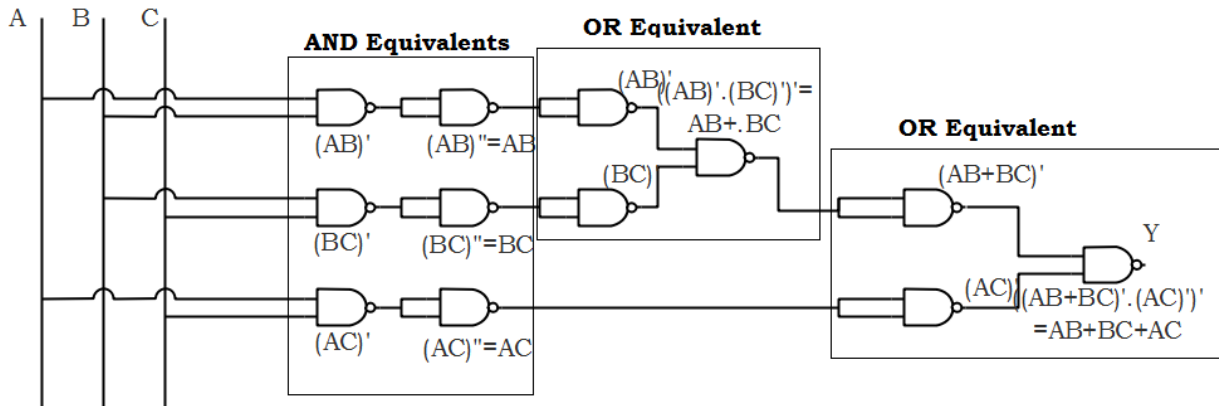 A B C
OR Equivalent
AND Equivalents
(AB)'
((AB)'.(BC)')'=
AB+.BC
OR Equivalent
(AB)'
(AB)"=AB
(BC)
(AB+BC)'
Y
(BC)'
(BC)"=BC
(AC)'
((AB+BC)'.(AC)')'
=AB+BC+AC
(AC)'
(AC)"=AC